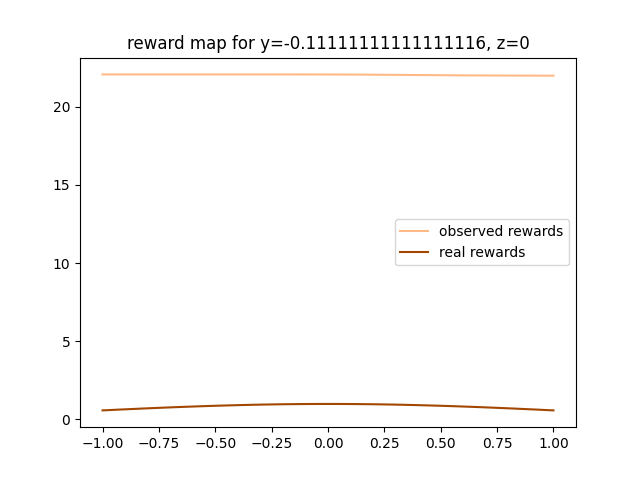 reward map for y=-0.11111111111111116, z=0
20
15
10
5
0
observed rewards
real rewards
−1.00 −0.75 −0.50 −0.25 0.00 0.25 0.50 0.75 1.00